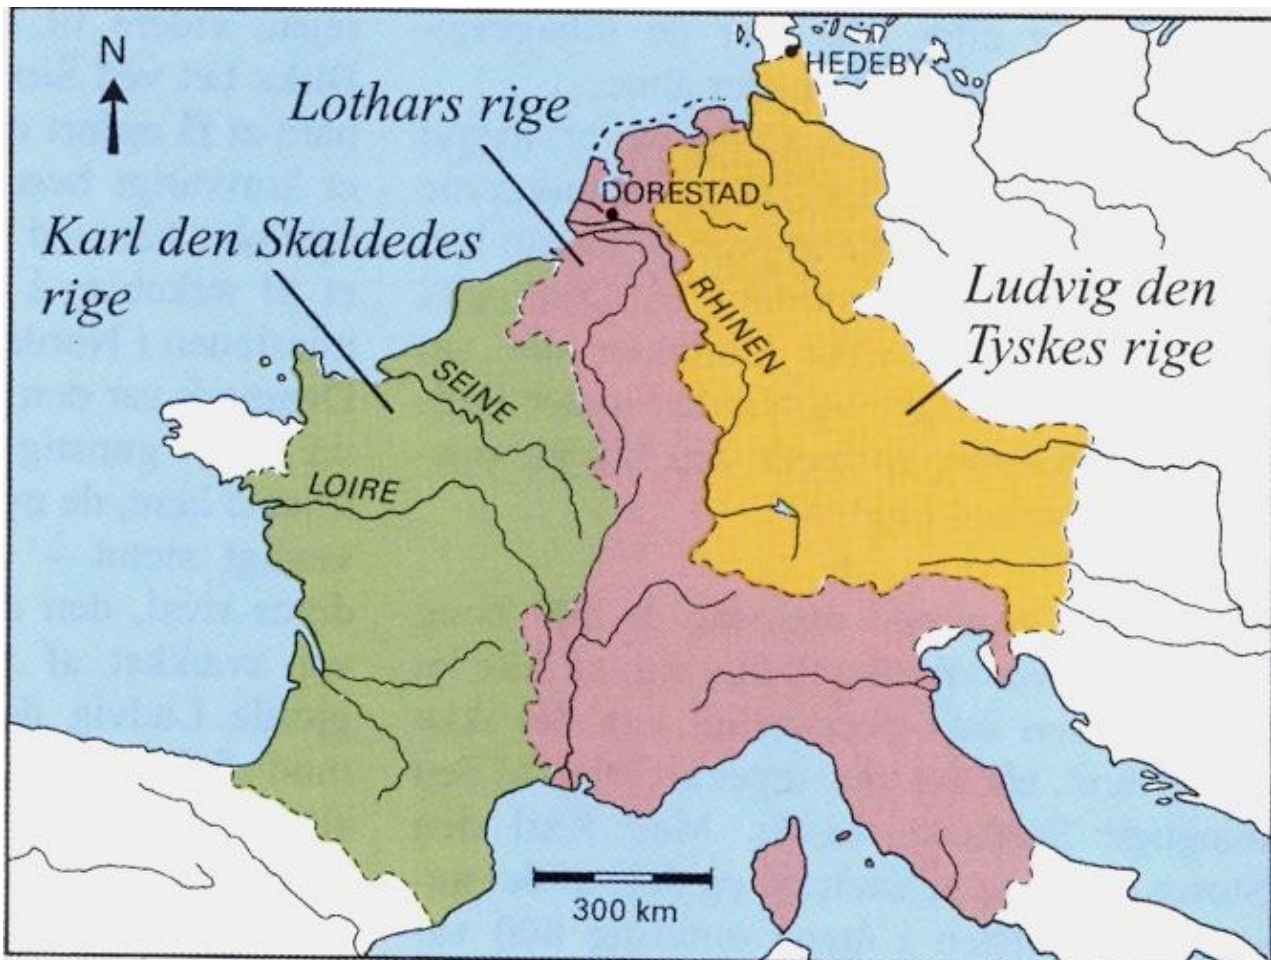 N
HEDEBY
Lothars rige
DORESTAD
Karl den Skaldedes
rige
RHINEN
Ludvig den
Tyskes rige
SEINE
LOIRE
300 km